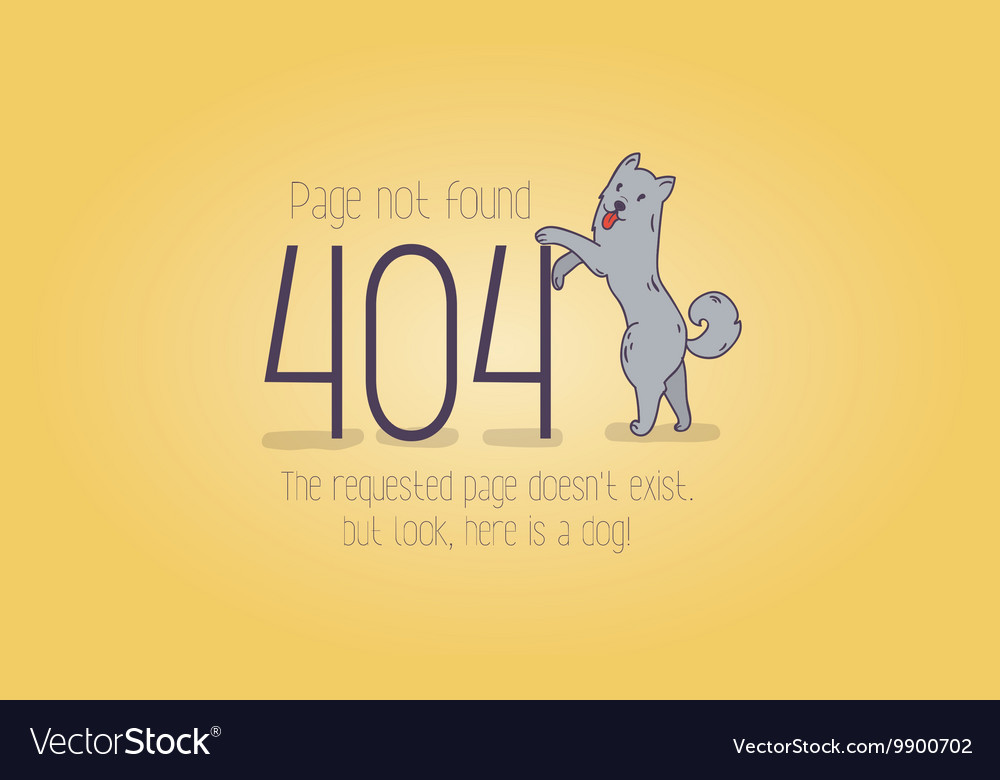 Page not found
404
The requested page doesn't exist.
but look, here is a dog!
VectorStock®
VectorStock.com/9900702